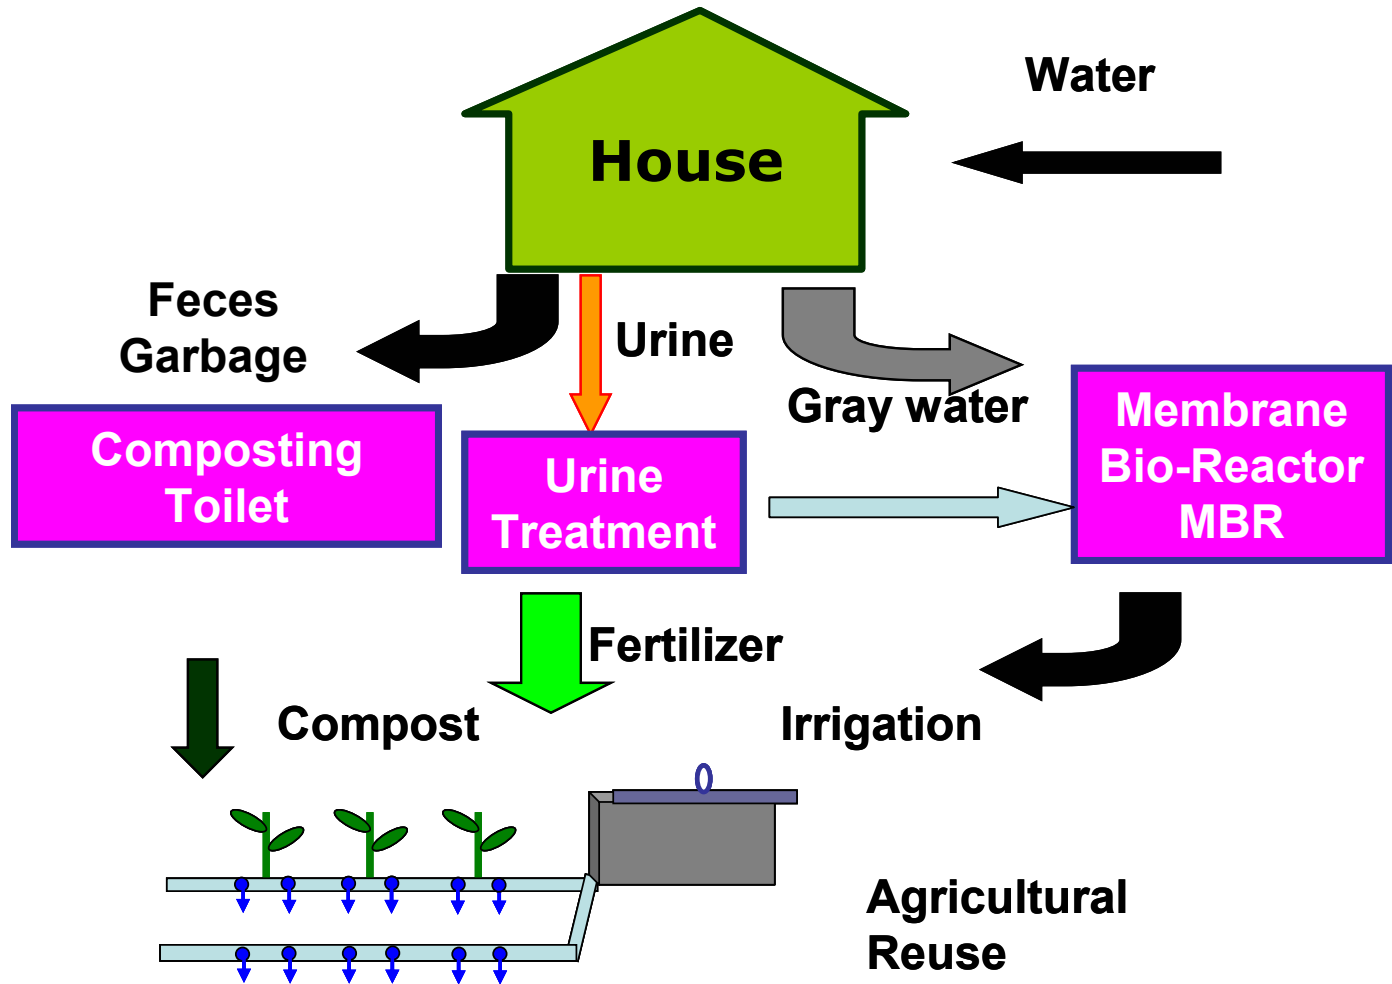 Water
House
Feces
Garbage
Urine
Gray water
Composting
Toilet
Urine
Treatment
Membrane
Bio-Reactor
MBR
Fertilizer
Compost
Irrigation
Agricultural
Reuse